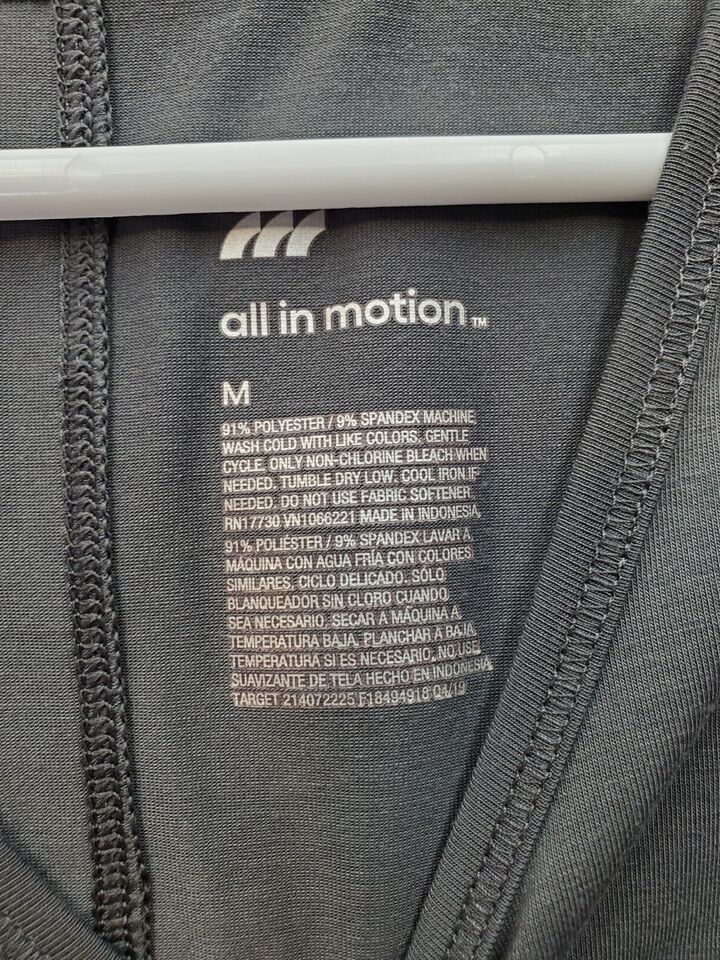 all in motion™
M
91% POLYESTER / 9% SPANDEX MACHINE
WASH COLD WITH LIKE COLORS. GENTLE
CYCLE. ONLY NON-CHLORINE BLEACH WHEN
NEEDED. TUMBLE DRY LOW. COOL IRON IF
NEEDED. DO NOT USE FABRIC SOFTENER.
RN17730 VN1066221 MADE IN INDONESIA
91% POLIÉSTER / 9% SPANDEX LAVAR A
MÁQUINA CON AGUA FRÍA CON COLORES
SIMILARES. CICLO DELICADO. SÓLO
BLANQUEADOR SIN CLORO CUANDO
SEA NECESARIO. SECAR A MÁQUINA A
TEMPERATURA BAJA. PLANCHAR A BAJA
TEMPERATURA SI ES NECESARIO. NO USE
SUAVIZANTE DE TELA HECHO EN INDONESIA
TARGET 214072225 F18494918 Q4/19